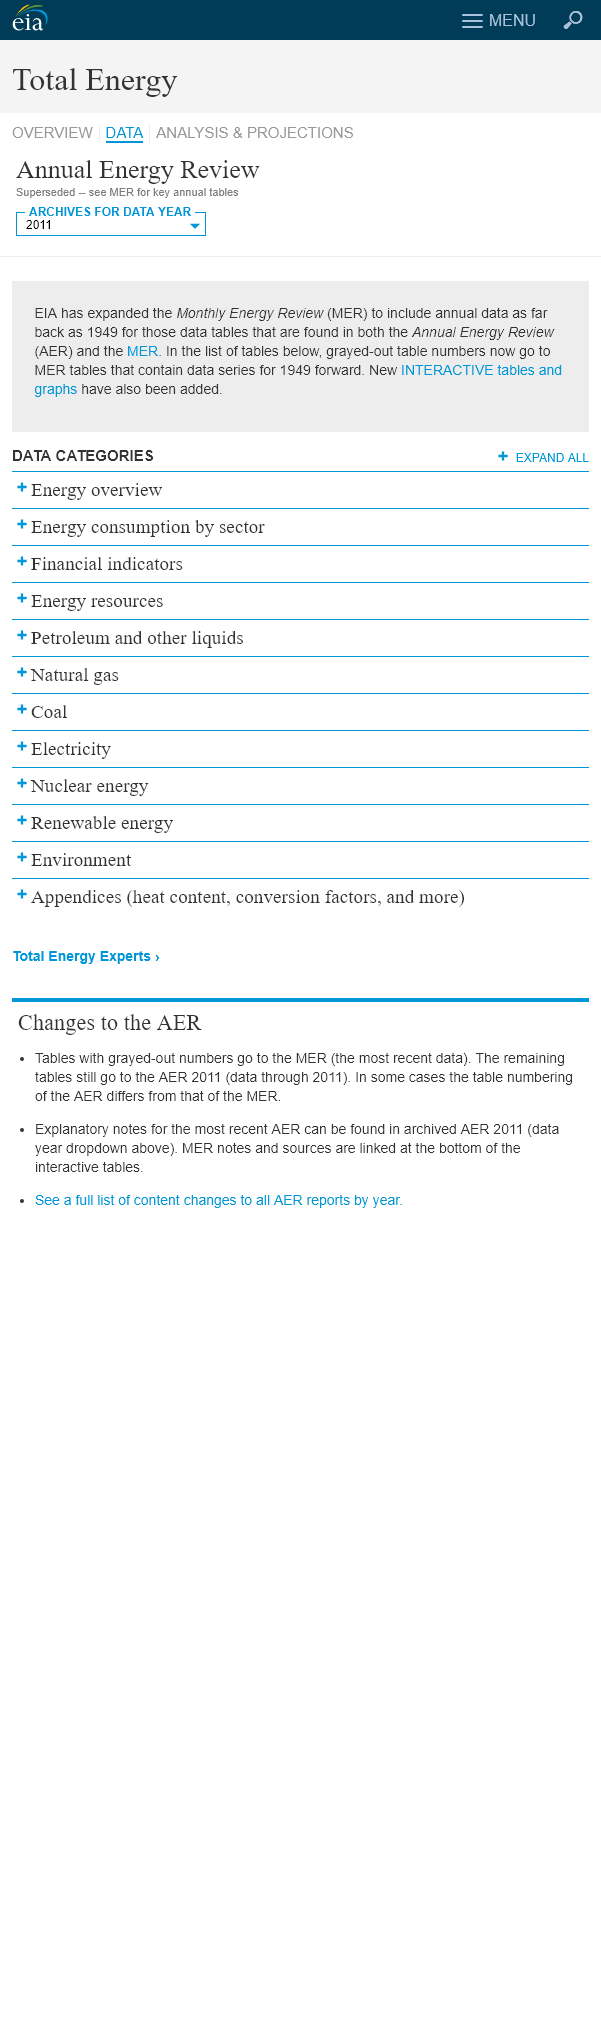 eia
MENU
Total Energy
OVERVIEW
DATA
ANALYSIS & PROJECTIONS
Annual Energy Review
Superseded -- see MER for key annual tables
ARCHIVES FOR DATA YEAR
2011
EIA has expanded the Monthly Energy Review (MER) to include annual data as far
back as 1949 for those data tables that are found in both the Annual Energy Review
(AER) and the MER. In the list of tables below, grayed-out table numbers now go to
MER tables that contain data series for 1949 forward. New INTERACTIVE tables and
graphs have also been added.
DATA CATEGORIES
+ EXPAND ALL
+ Energy overview
+ Energy consumption by sector
+ Financial indicators
+ Energy resources
+ Petroleum and other liquids
+ Natural gas
+ Coal
+ Electricity
+ Nuclear energy
+ Renewable energy
+ Environment
+ Appendices (heat content, conversion factors, and more)
Total Energy Experts ›
Changes to the AER
• Tables with grayed-out numbers go to the MER (the most recent data). The remaining
tables still go to the AER 2011 (data through 2011). In some cases the table numbering
of the AER differs from that of the MER.
• Explanatory notes for the most recent AER can be found in archived AER 2011 (data
year dropdown above). MER notes and sources are linked at the bottom of the
interactive tables.
• See a full list of content changes to all AER reports by year.